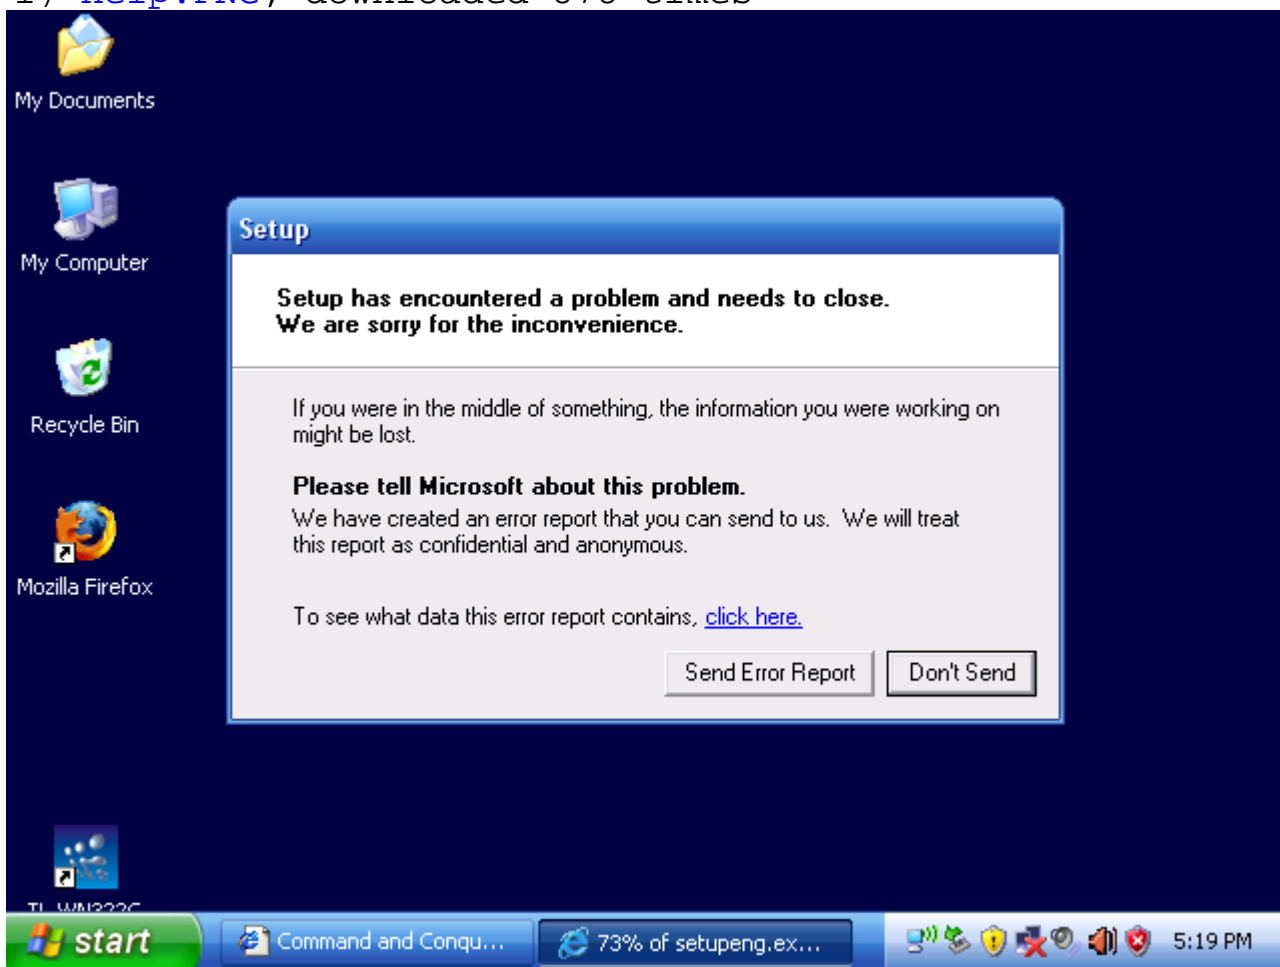 My Documents
My Computer
Recycle Bin
Mozilla Firefox
Setup
Setup has encountered a problem and needs to close.
We are sorry for the inconvenience.
If you were in the middle of something, the information you were working on
might be lost.
Please tell Microsoft about this problem.
We have created an error report that you can send to us. We will treat
this report as confidential and anonymous.
To see what data this error report contains, click here.
Send Error Report
Don't Send
start
Command and Conqu...
73% of setupeng.ex...
5:19 PM